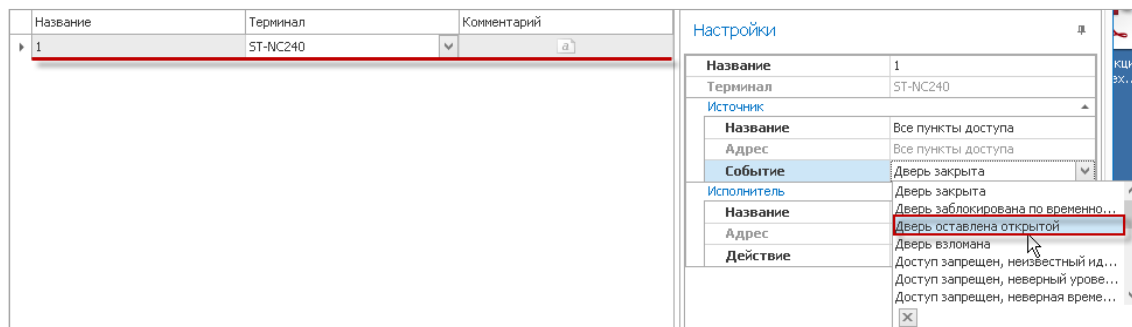 Название Терминал Комментарий
1 ST-NC240 a
Настройки
Название 1
Терминал ST-NC240
Источник
Название Все пункты доступа
Адрес Все пункты доступа
Событие Дверь закрыта
Исполнитель
Название
Адрес
Действие
Дверь закрыта
Дверь заблокирована по временно...
Дверь оставлена открытой
Дверь взломана
Доступ запрещен, неизвестный ид...
Доступ запрещен, неверный урове...
Доступ запрещен, неверная време...